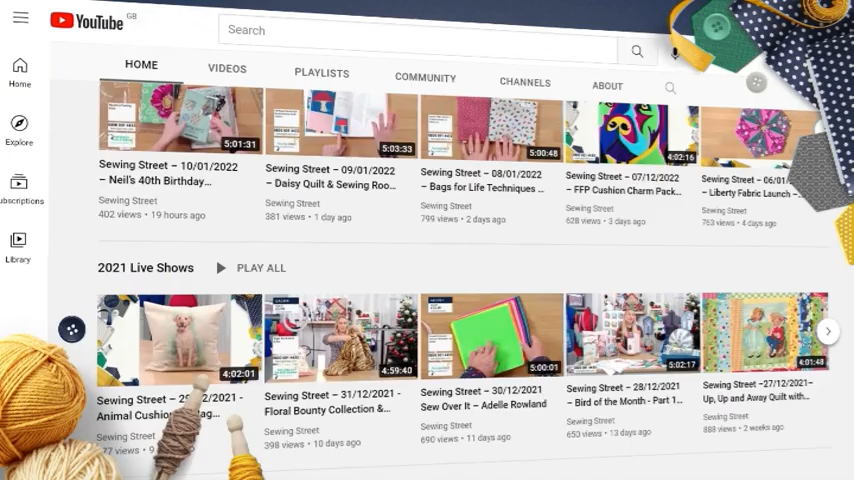 YouTube GB
Search
Home
Explore
ubscriptions
Library
HOME
VIDEOS
PLAYLISTS
COMMUNITY
CHANNELS
ABOUT
5:01:31
Sewing Street – 10/01/2022
– Neil's 40th Birthday...
Sewing Street
402 views • 19 hours ago
5:03:33
Sewing Street – 09/01/2022
– Daisy Quilt & Sewing Roo...
Sewing Street
381 views • 1 day ago
5:00:48
Sewing Street – 08/01/2022
– Bags for Life Techniques ...
Sewing Street
799 views • 2 days ago
4:02:16
Sewing Street – 07/12/2022
– FFP Cushion Charm Pack...
Sewing Street
628 views • 3 days ago
Sewing Street – 06/01/
– Liberty Fabric Launch –...
Sewing Street
763 views • 4 days ago
2021 Live Shows
PLAY ALL
4:02:01
Sewing Street –
/12/2021 -
Animal Cushio
Sewing Street
77 views
4:59:40
Sewing Street – 31/12/2021 -
Floral Bounty Collection &...
Sewing Street
398 views • 10 days ago
5:00:01
Sewing Street – 30/12/2021
Sew Over It – Adelle Rowland
Sewing Street
690 views • 11 days ago
5:02:17
Sewing Street – 28/12/2021
– Bird of the Month - Part 1...
Sewing Street
650 views • 13 days ago
4:01:48
Sewing Street –27/12/2021–
Up, Up and Away Quilt with...
Sewing Street
888 views • 2 weeks ago